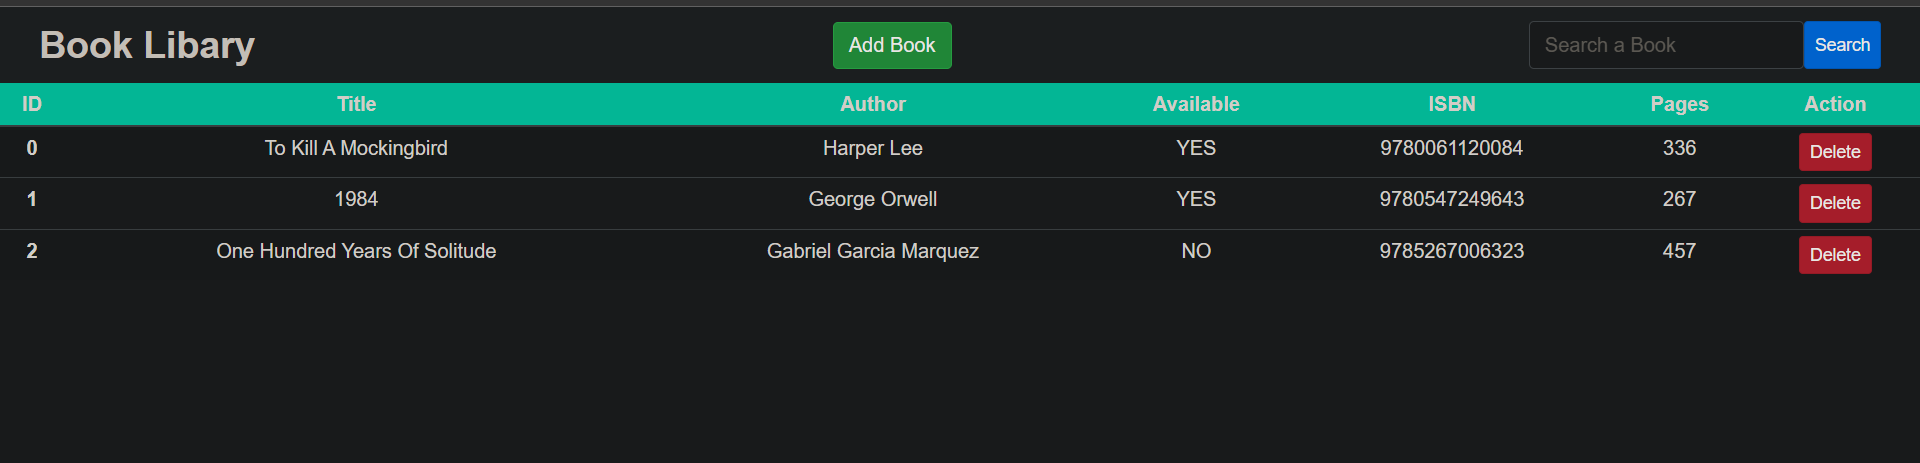 Book Libary Add Book Search a Book Search
ID Title Author Available ISBN Pages Action
0 To Kill A Mockingbird Harper Lee YES 9780061120084 336 Delete
1 1984 George Orwell YES 9780547249643 267 Delete
2 One Hundred Years Of Solitude Gabriel Garcia Marquez NO 9785267006323 457 Delete